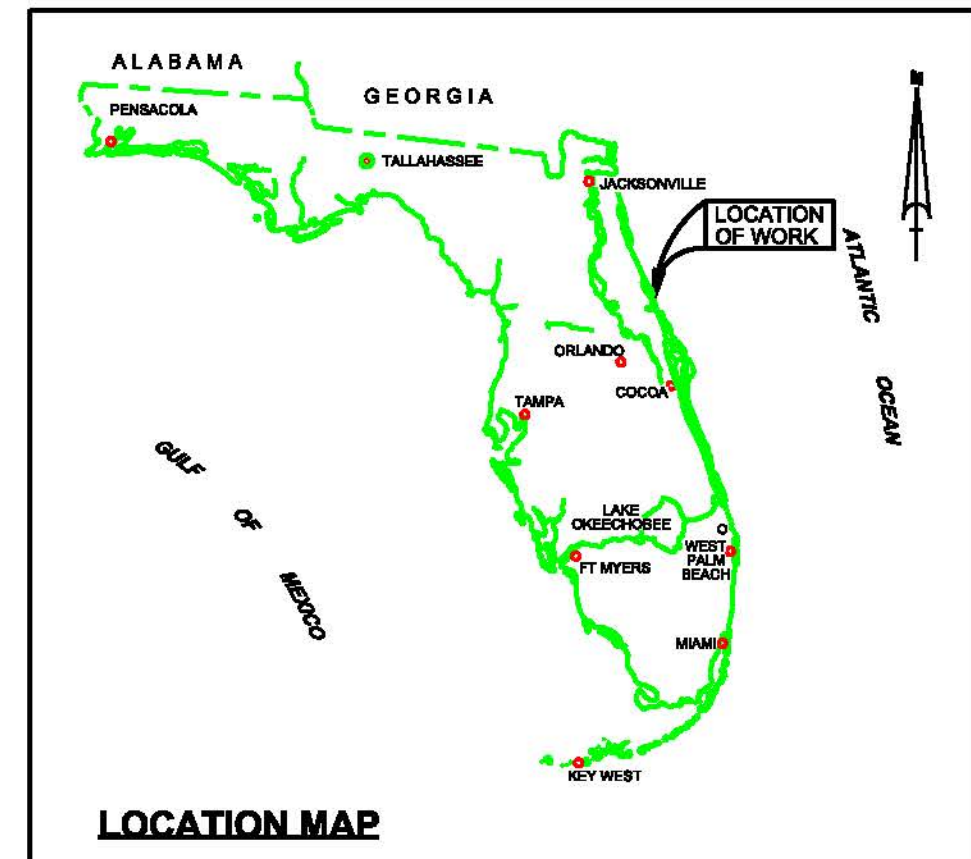 ALABAMA
GEORGIA
N
PENSACOLA
TALLAHASSEE
JACKSONVILLE
LOCATION
OF WORK
ATLANTIC
OCEAN
ORLANDO
COCOA
TAMPA
GULF
OF
MEXICO
LAKE
OKEECHOBEE
WEST
PALM
BEACH
FT MYERS
MIAMI
KEY WEST
LOCATION MAP